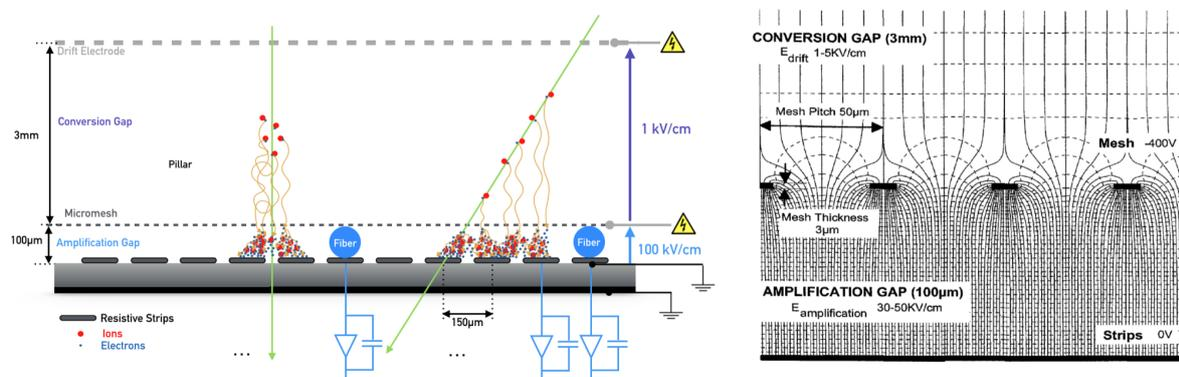 Drift Electrode
Conversion Gap
3mm
Pillar
1 kV/cm
Micromesh
100µm
Amplification Gap
Fiber
Fiber
100 kV/cm
150µm
Resistive Strips
Ions
Electrons
...
...
CONVERSION GAP (3mm)
E drift 1-5KV/cm
Mesh Pitch 50µm
Mesh -400V
Mesh Thickness
3µm
AMPLIFICATION GAP (100µm)
E amplification 30-50KV/cm
Strips 0V